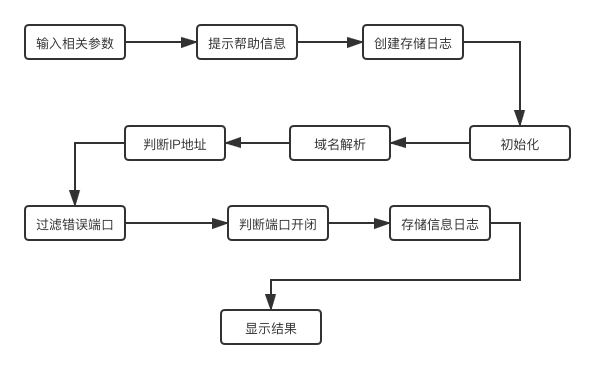 输入相关参数
提示帮助信息
创建存储日志
初始化
域名解析
判断IP地址
过滤错误端口
判断端口开闭
存储信息日志
显示结果